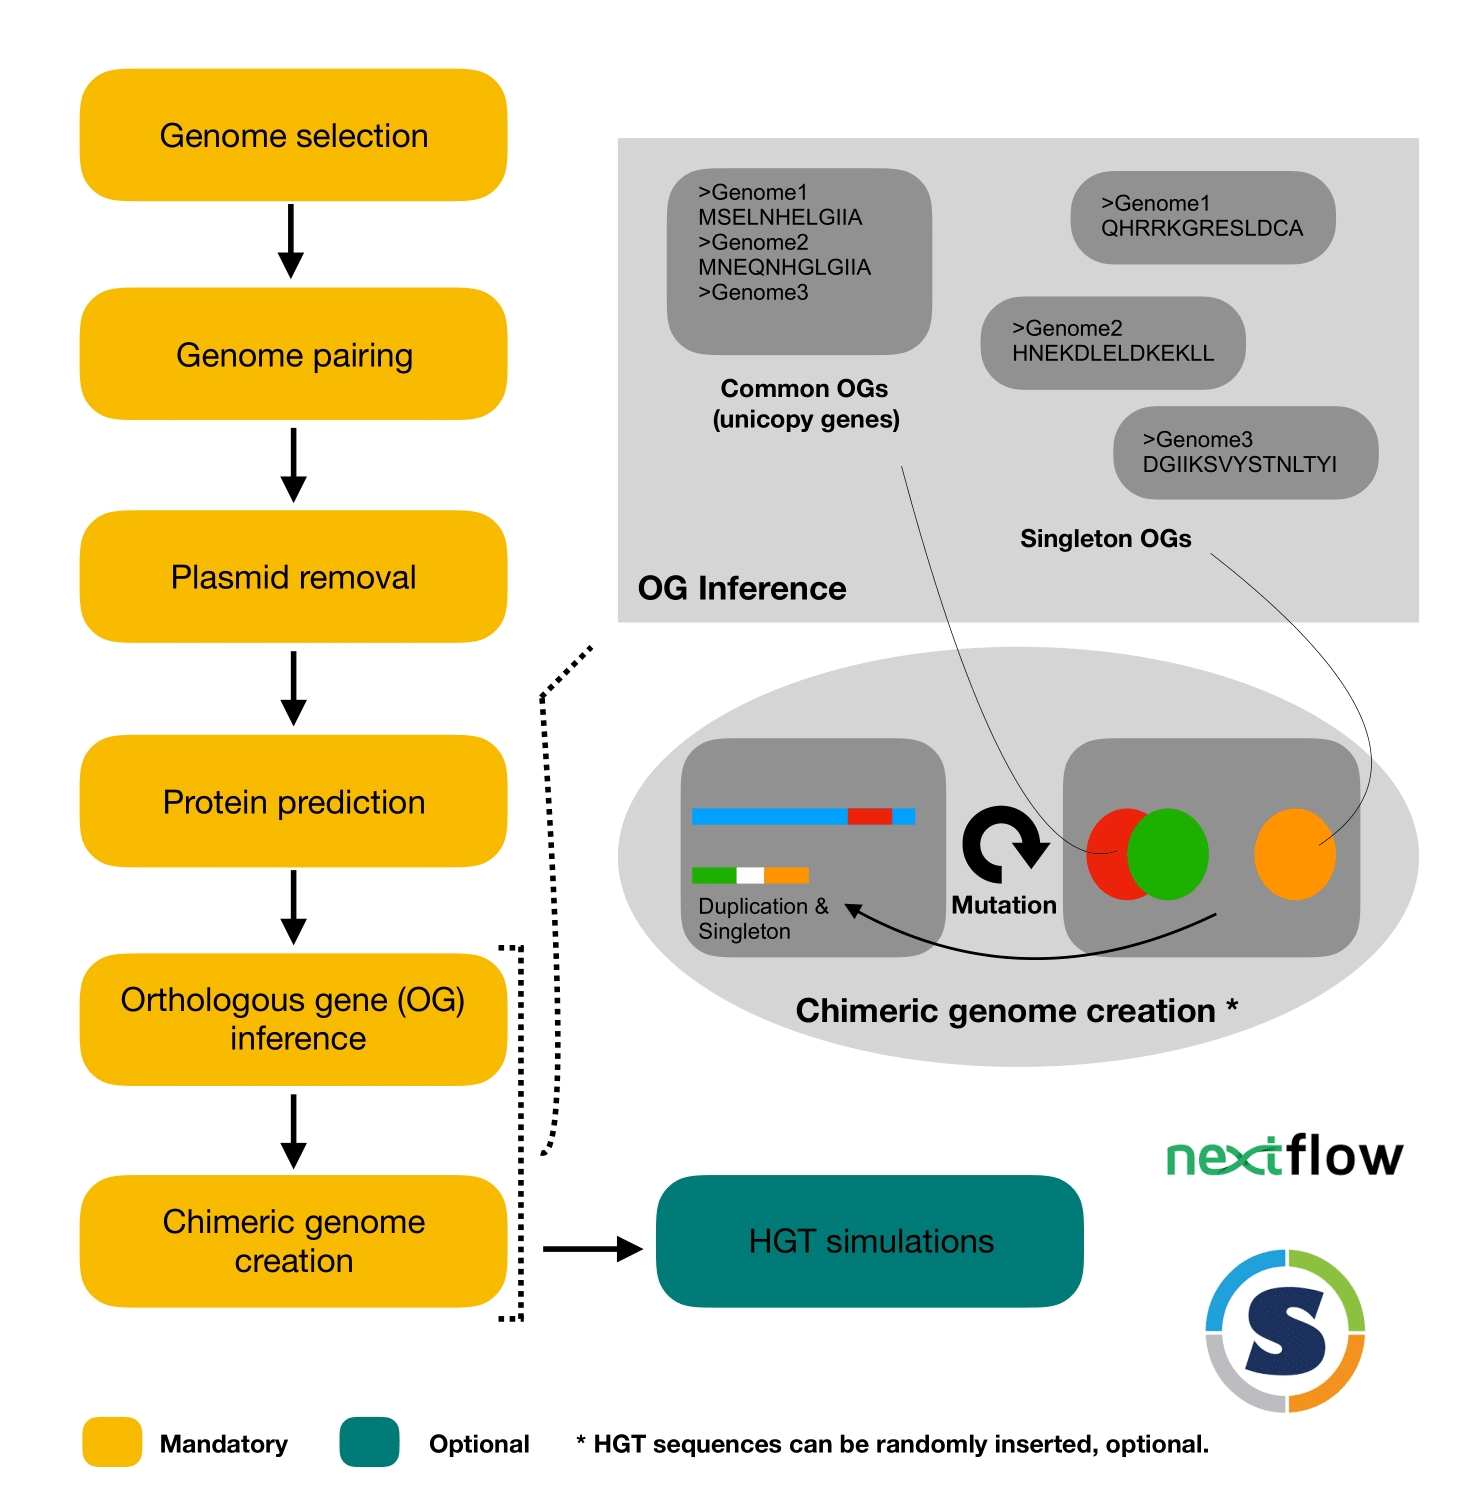 Genome selection
Genome pairing
Plasmid removal
Protein prediction
Orthologous gene (OG)
inference
Chimeric genome
creation
>Genome1
MSELNHELGIIA
>Genome2
MNEQNHGLGIIA
>Genome3
Common OGs
(unicopy genes)
>Genome1
QHRRKGRESLDCA
>Genome2
HNEKDLELDKEKLL
>Genome3
DGIIKSVYSTNLTYI
Singleton OGs
OG Inference
Duplication &
Singleton
Mutation
Chimeric genome creation *
HGT simulations
nextflow
S
Mandatory
Optional
* HGT sequences can be randomly inserted, optional.